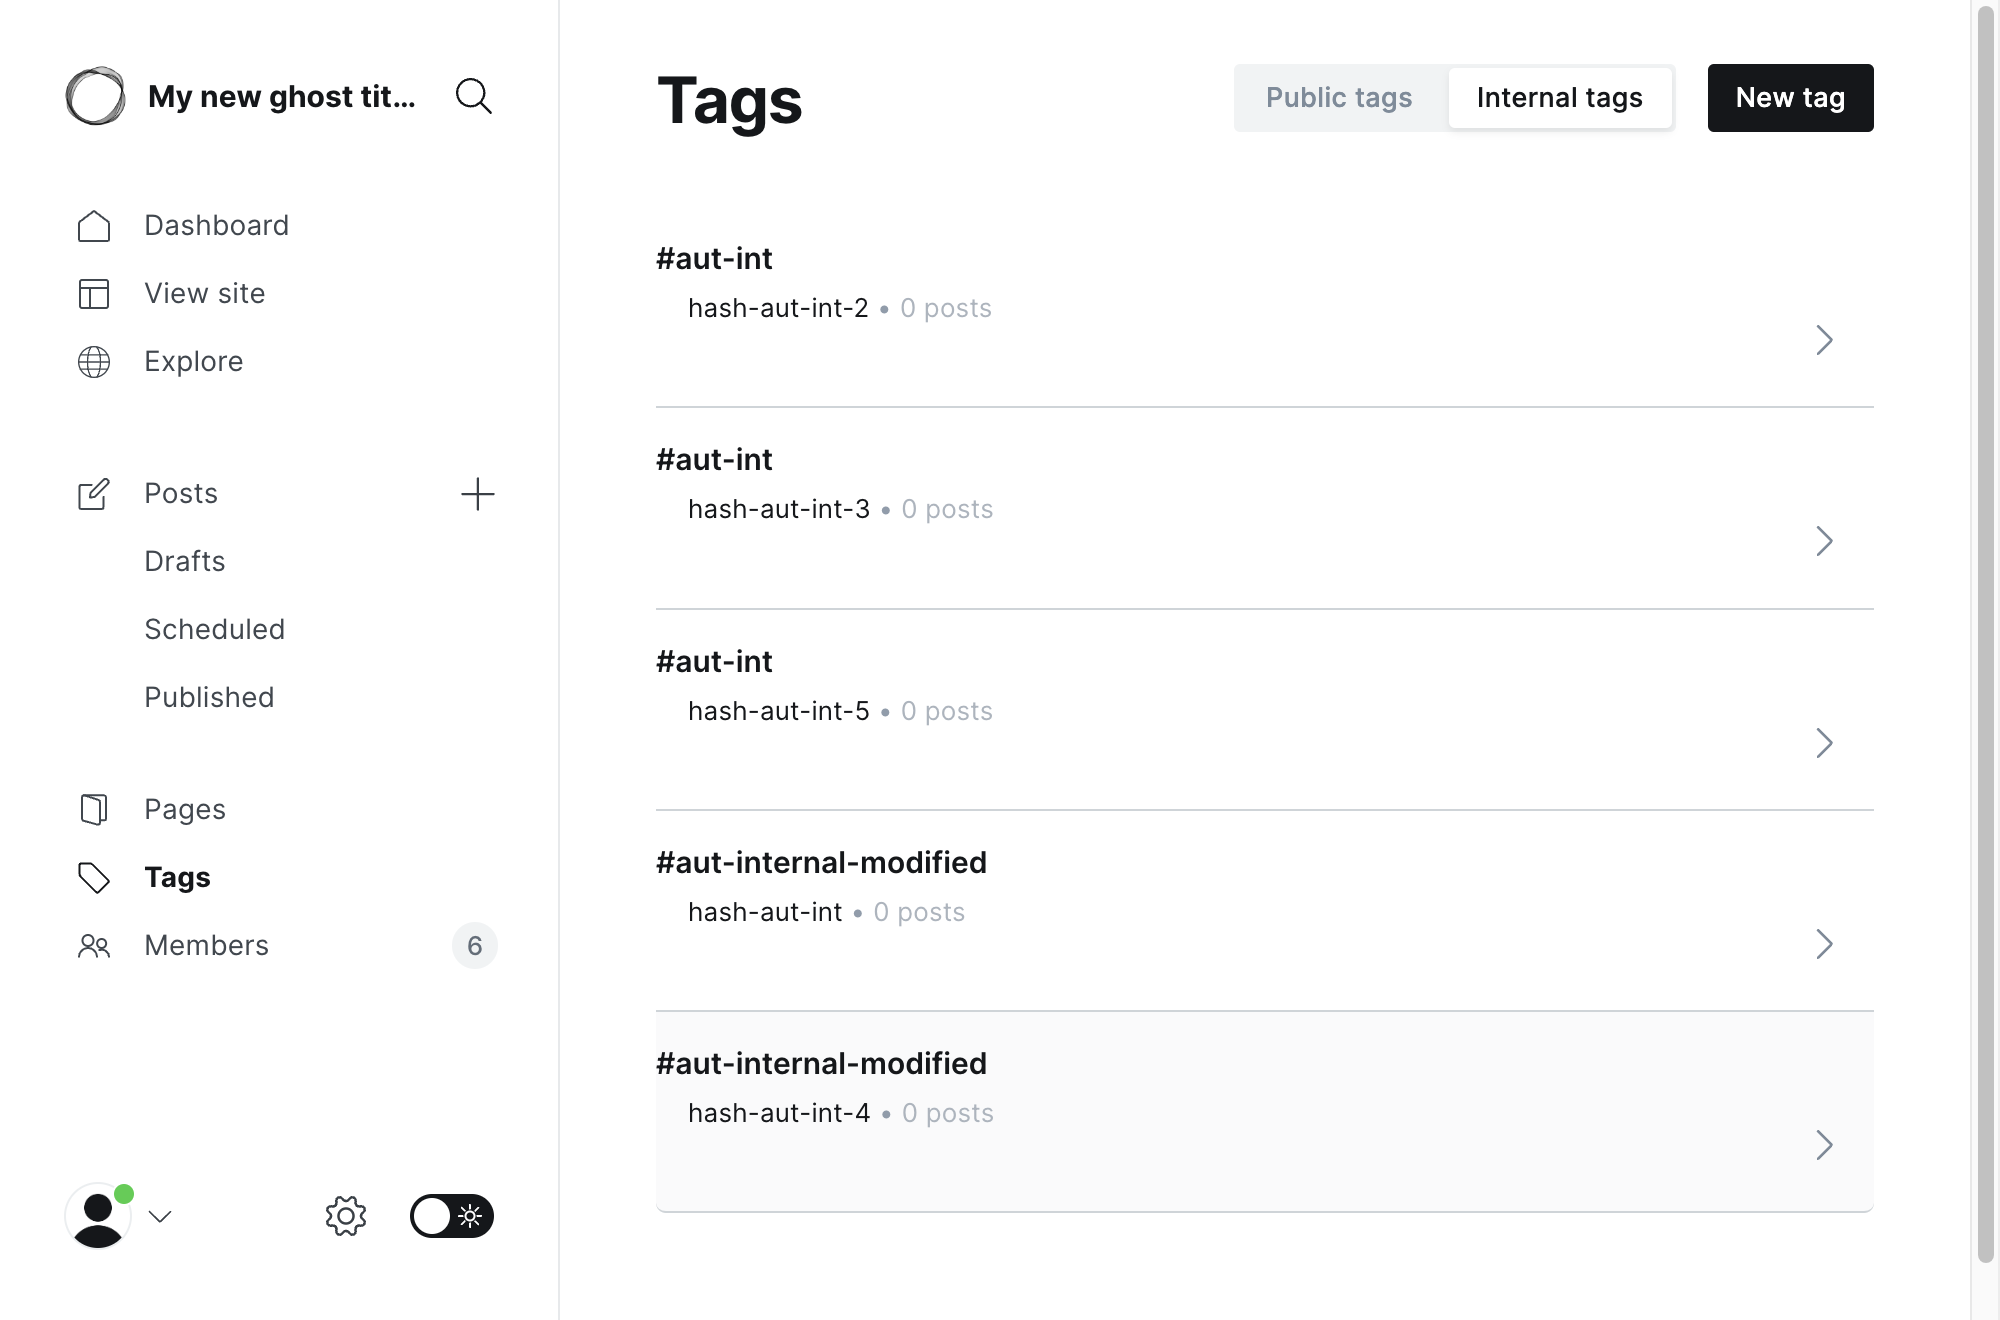 My new ghost tit...
Dashboard
View site
Explore
Posts
Drafts
Scheduled
Published
Pages
Tags
Members 6
Tags
Public tags
Internal tags
New tag
#aut-int
hash-aut-int-2 • 0 posts
#aut-int
hash-aut-int-3 • 0 posts
#aut-int
hash-aut-int-5 • 0 posts
#aut-internal-modified
hash-aut-int • 0 posts
#aut-internal-modified
hash-aut-int-4 • 0 posts